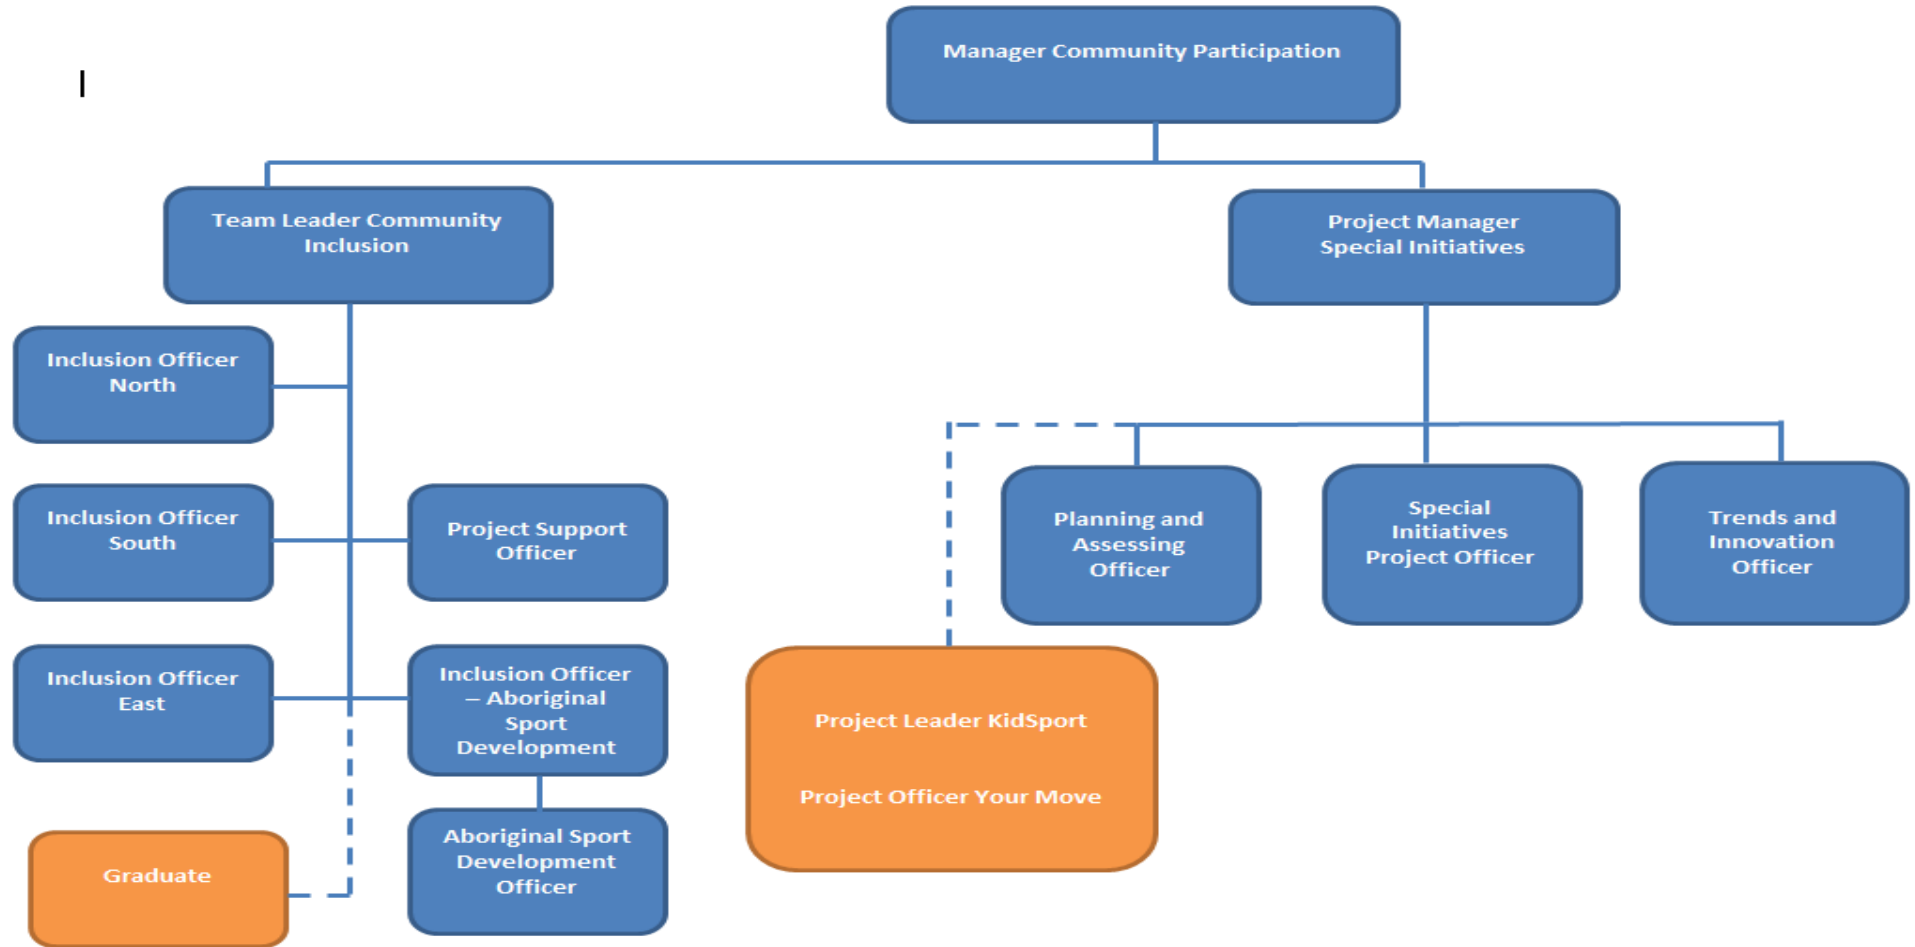 Manager Community Participation
Team Leader Community
Inclusion
Project Manager
Special Initiatives
Inclusion Officer
North
Inclusion Officer
South
Project Support
Officer
Inclusion Officer
East
Inclusion Officer
– Aboriginal
Sport
Development
Graduate
Aboriginal Sport
Development
Officer
Planning and
Assessing
Officer
Special
Initiatives
Project Officer
Trends and
Innovation
Officer
Project Leader KidSport
Project Officer Your Move